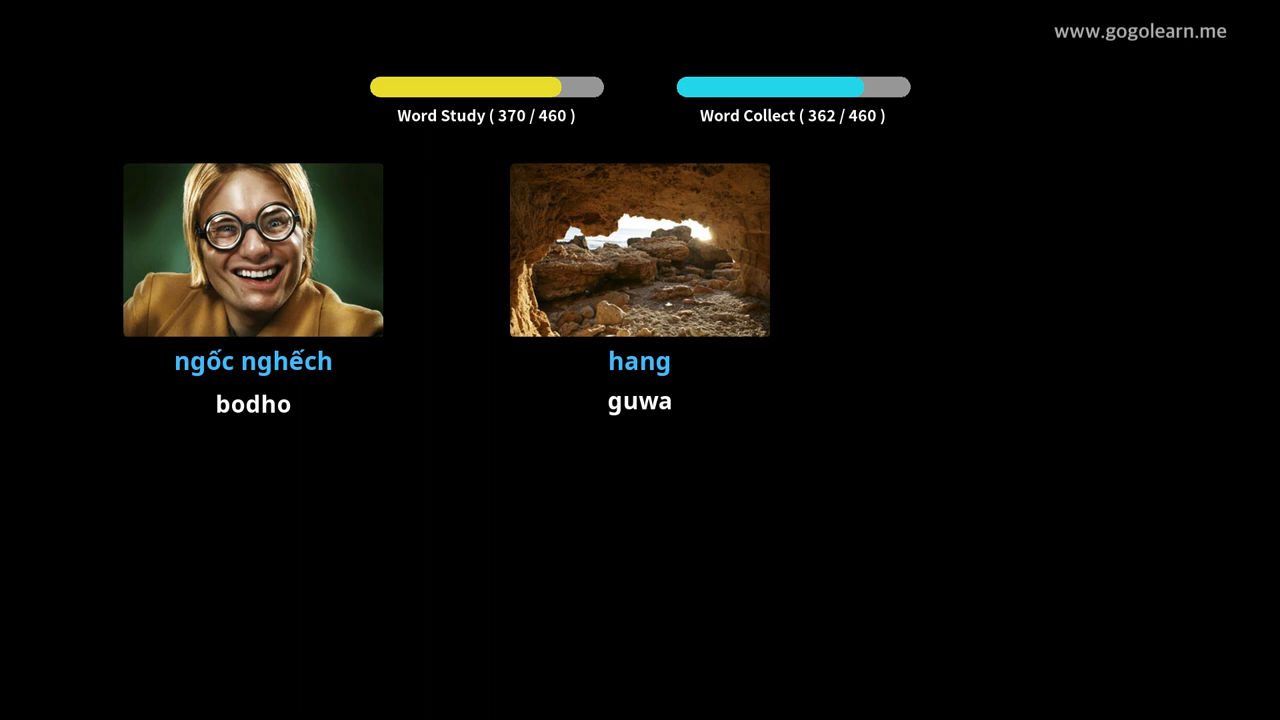 www.gogolearn.me
Word Study ( 370 / 460 )
Word Collect ( 362 / 460 )
ngốc nghếch
bodho
hang
guwa